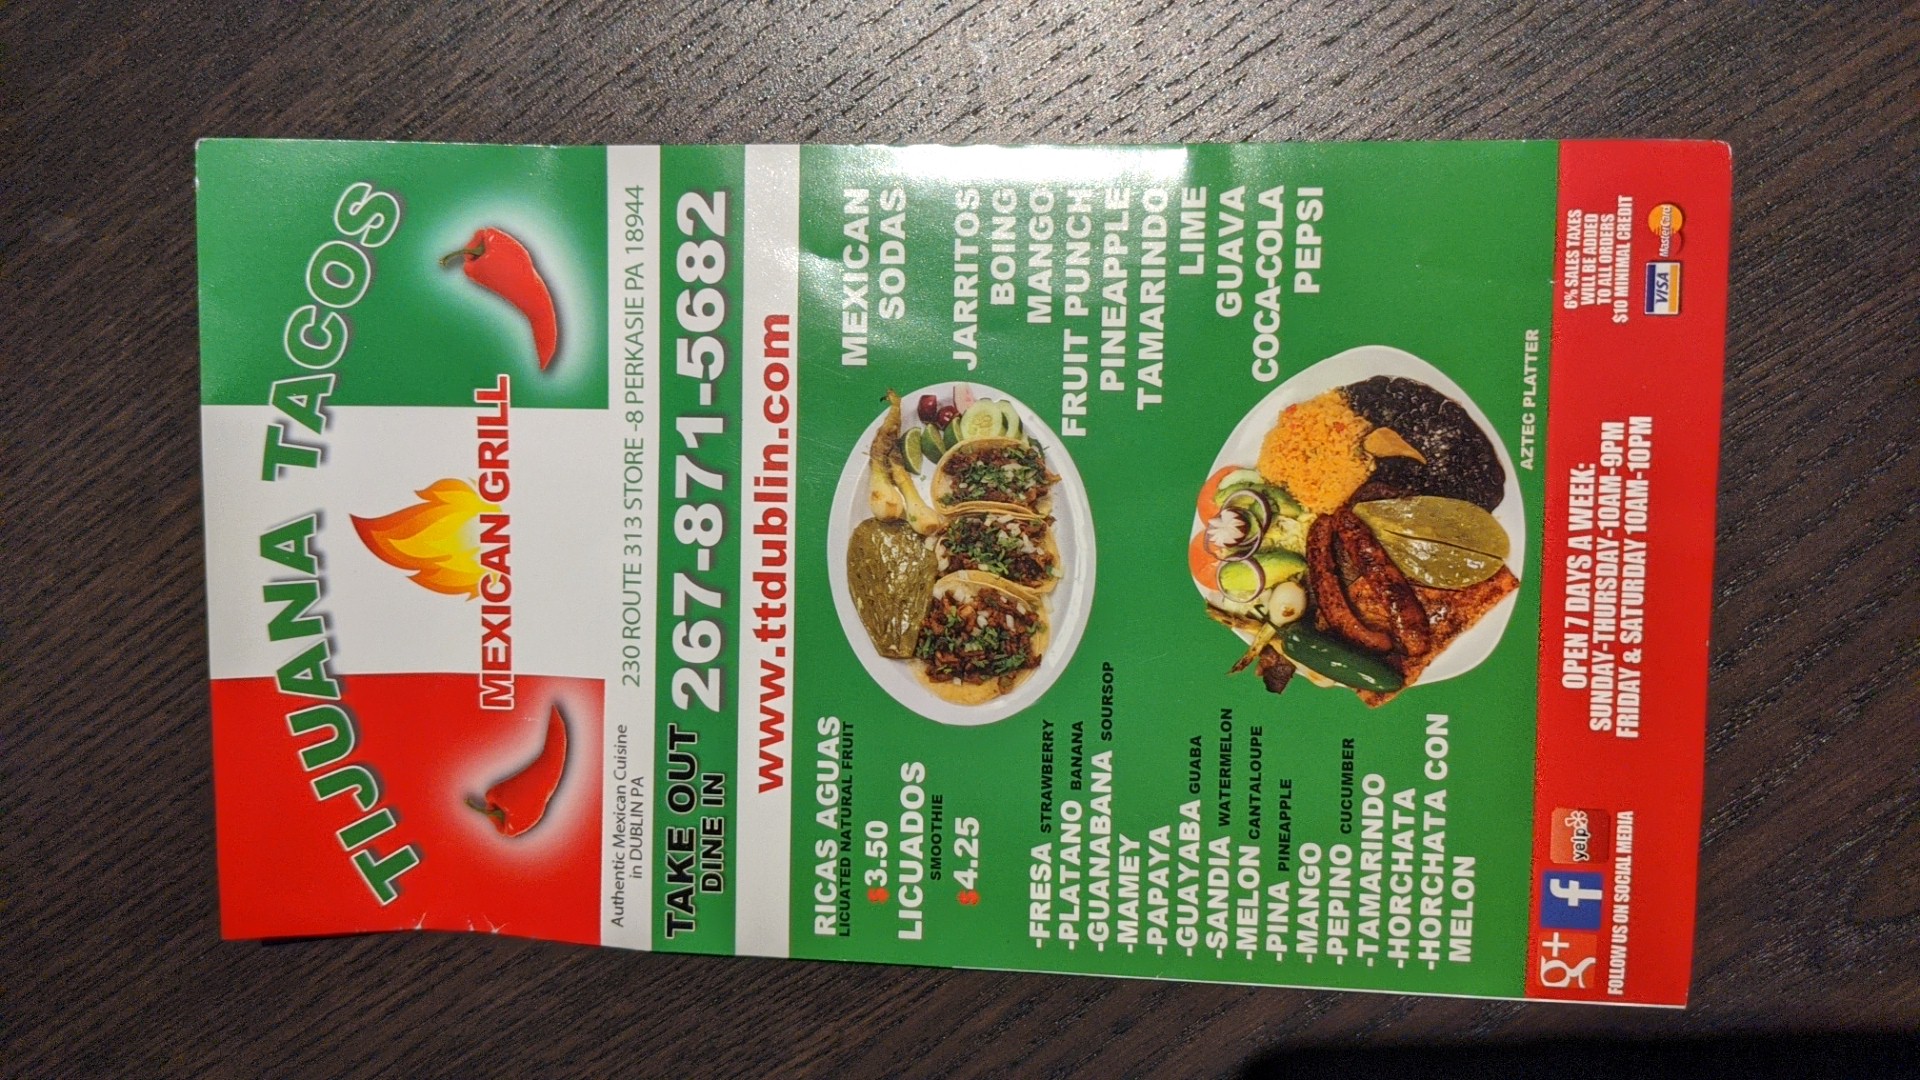 TIJUANA TACOS
MEXICAN GRILL
Authentic Mexican Cuisine
in DUBLIN PA
230 ROUTE 313 STORE -8 PERKASIE PA 18944
TAKE OUT
DINE IN
267-871-5682
www.ttdublin.com
RICAS AGUAS
LICUATED NATURAL FRUIT
$3.50
LICUADOS
SMOOTHIE
$4.25
-FRESA STRAWBERRY
-PLATANO BANANA
-GUANABANA SOURSOP
-MAMEY
-PAPAYA
-GUAYABA GUABA
-SANDIA WATERMELON
-MELON CANTALOUPE
-PINA PINEAPPLE
-MANGO
-PEPINO CUCUMBER
-TAMARINDO
-HORCHATA
-HORCHATA CON
MELON
MEXICAN
SODAS
JARRITOS
BOING
MANGO
FRUIT PUNCH
PINEAPPLE
TAMARINDO
LIME
GUAVA
COCA-COLA
PEPSI
AZTEC PLATTER
g+
f
yelp
FOLLOW US ON SOCIAL MEDIA
OPEN 7 DAYS A WEEK:
SUNDAY-THURSDAY-10AM-9PM
FRIDAY & SATURDAY 10AM-10PM
6% SALES TAXES
WILL BE ADDED
TO ALL ORDERS
$10 MINIMAL CREDIT
VISA
MasterCard